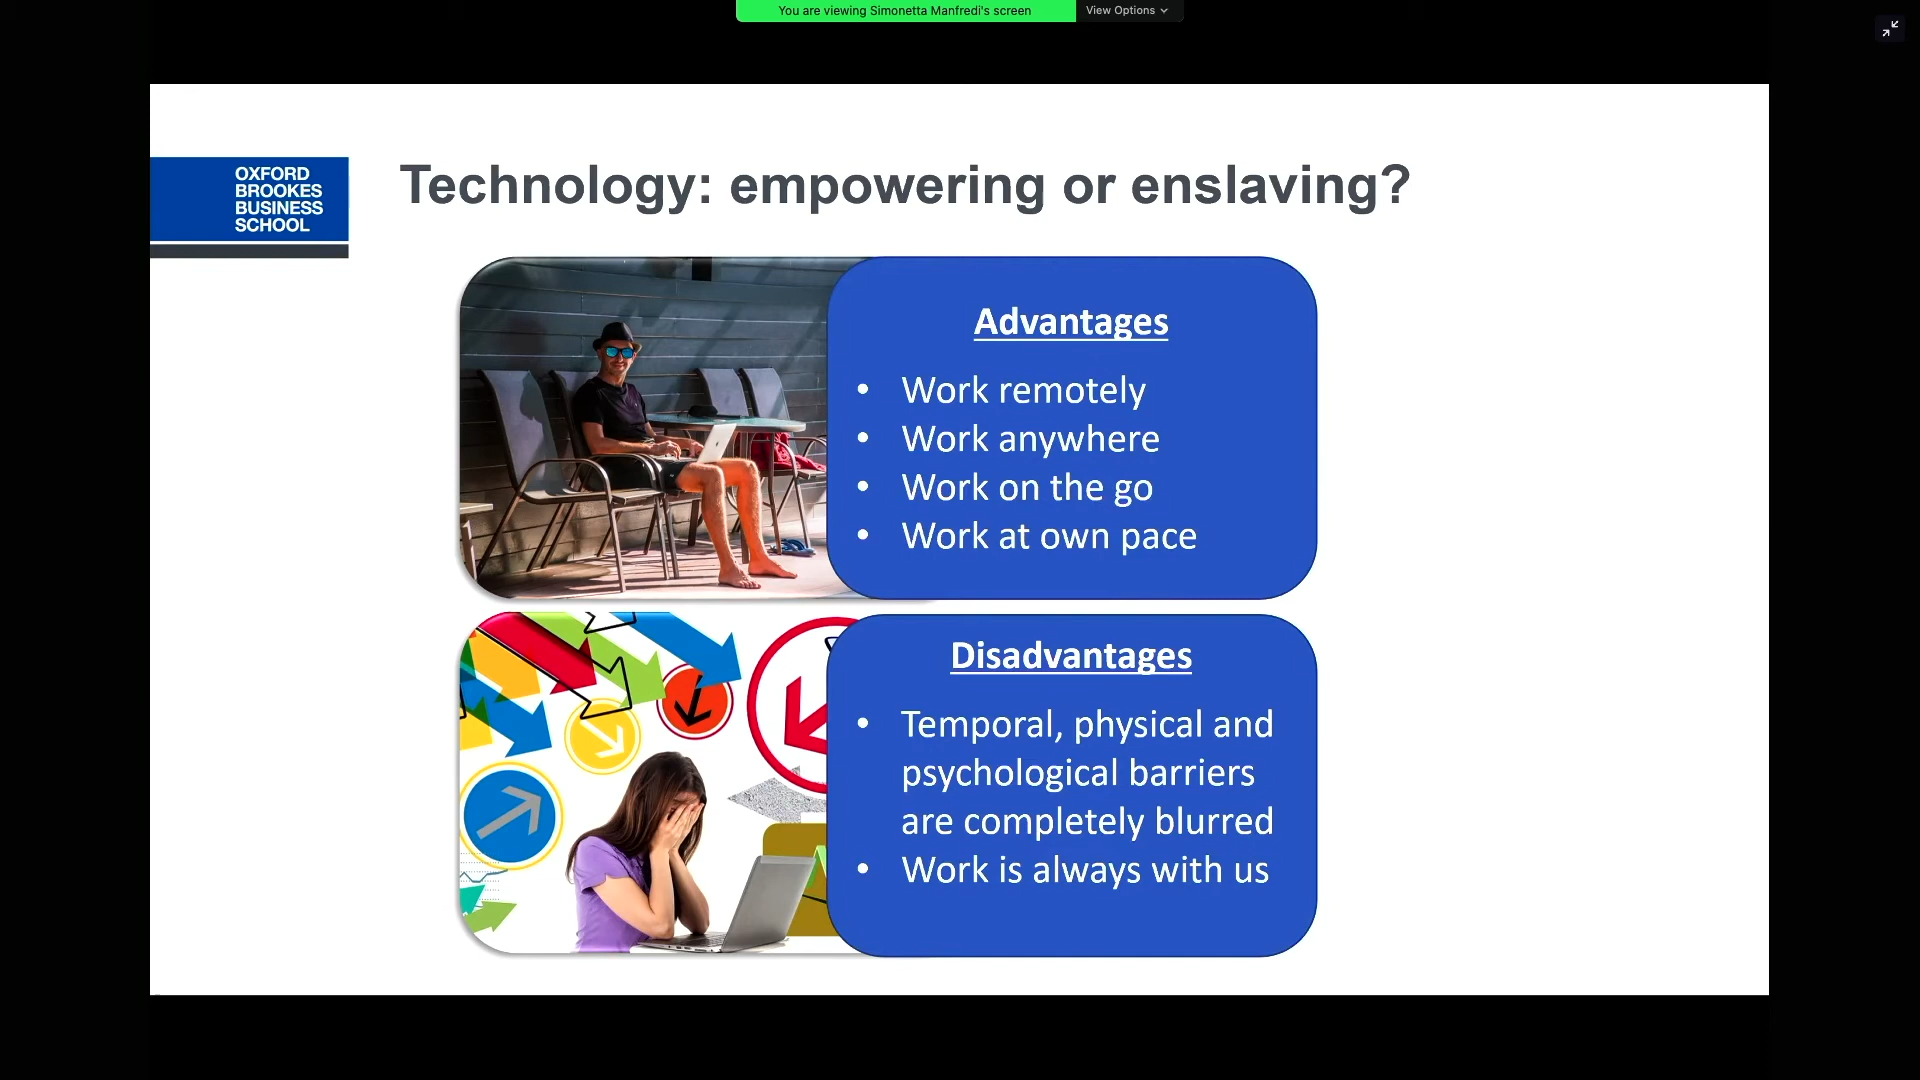 You are viewing Simonetta Manfredi's screen
View Options
OXFORD
BROOKES
BUSINESS
SCHOOL
Technology: empowering or enslaving?
Advantages
• Work remotely
• Work anywhere
• Work on the go
• Work at own pace
Disadvantages
• Temporal, physical and
psychological barriers
are completely blurred
• Work is always with us